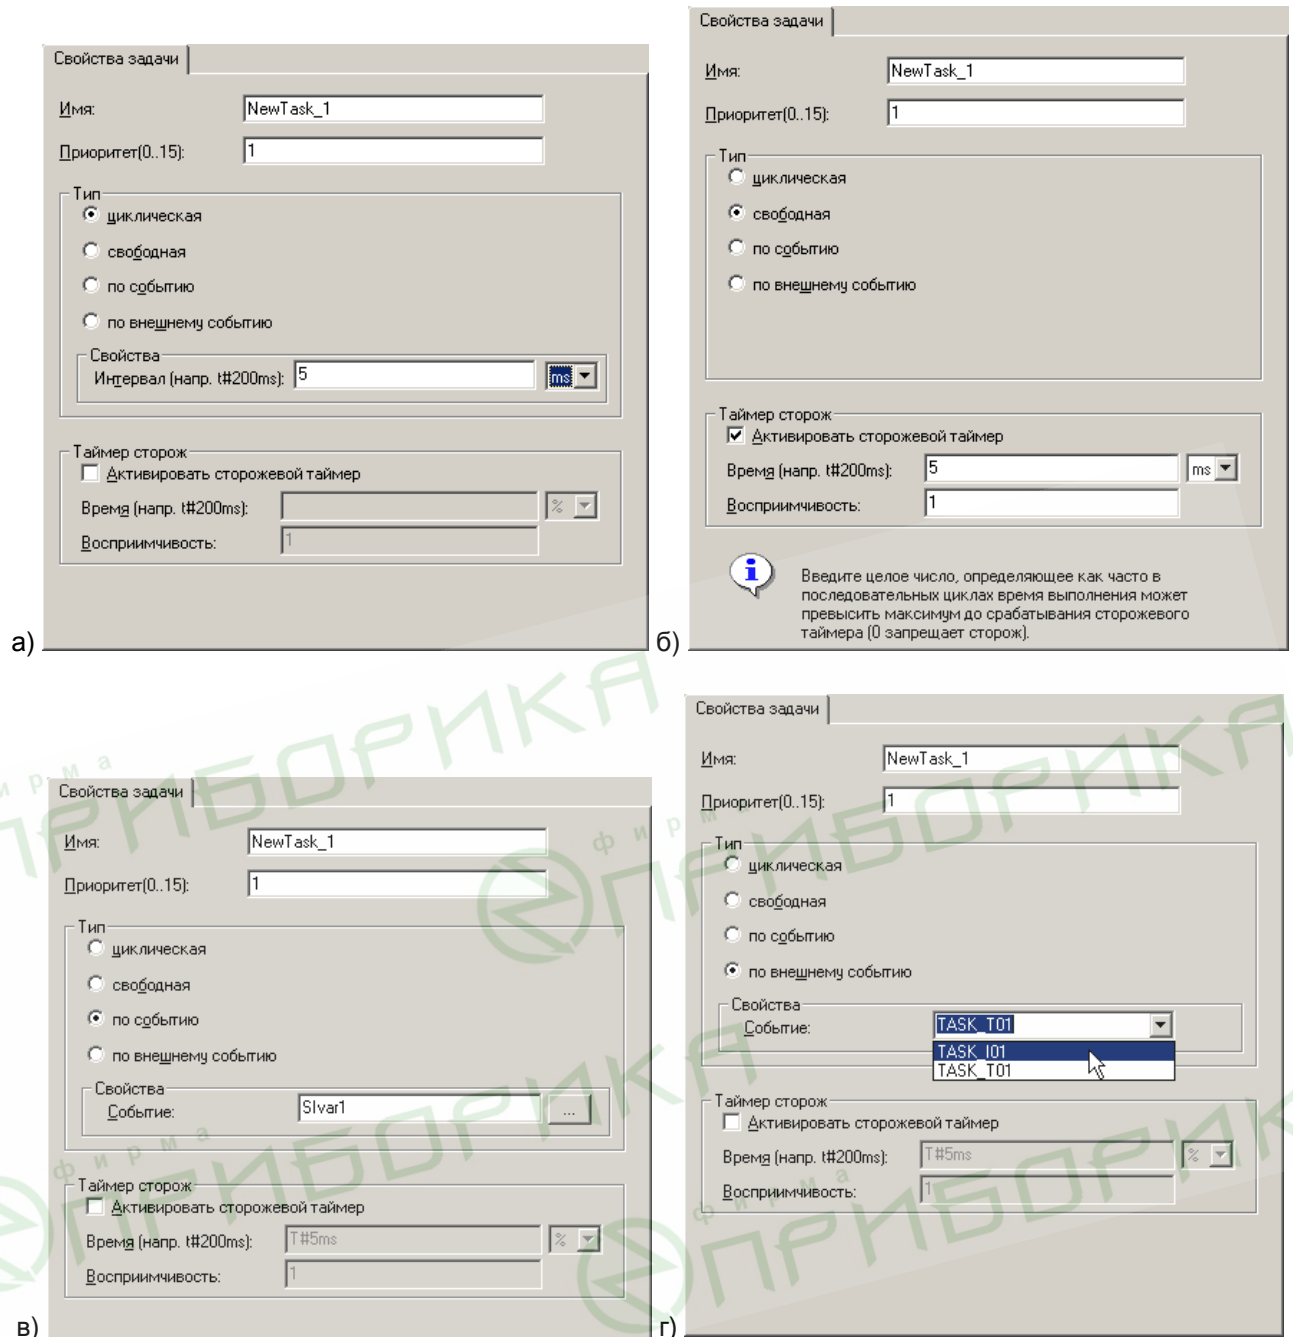 Свойства задачи
Имя: NewTask_1
Приоритет(0..15): 1
Тип
циклическая
свободная
по событию
по внешнему событию
Свойства
Интервал (напр. t#200ms): 5 ms
Таймер сторож
Активировать сторожевой таймер
Время (напр. t#200ms): %
Восприимчивость: 1
а)
Свойства задачи
Имя: NewTask_1
Приоритет(0..15): 1
Тип
циклическая
свободная
по событию
по внешнему событию
Таймер сторож
Активировать сторожевой таймер
Время (напр. t#200ms): 5 ms
Восприимчивость: 1
Введите целое число, определяющее как часто в
последовательных циклах время выполнения может
превысить максимум до срабатывания сторожевого
таймера (0 запрещает сторож).
б)
Свойства задачи
Имя: NewTask_1
Приоритет(0..15): 1
Тип
циклическая
свободная
по событию
по внешнему событию
Свойства
Событие: SIvar1 ...
Таймер сторож
Активировать сторожевой таймер
Время (напр. t#200ms): T#5ms %
Восприимчивость: 1
в)
Свойства задачи
Имя: NewTask_1
Приоритет(0..15): 1
Тип
циклическая
свободная
по событию
по внешнему событию
Свойства
Событие: TASK_T01
TASK_I01
TASK_T01
Таймер сторож
Активировать сторожевой таймер
Время (напр. t#200ms): T#5ms %
Восприимчивость: 1
г)
фирма
ПРИБОРИКА
фирма
ПРИБОРИКА
фирма
ПРИБОРИКА
фирма
ПРИБОРИКА